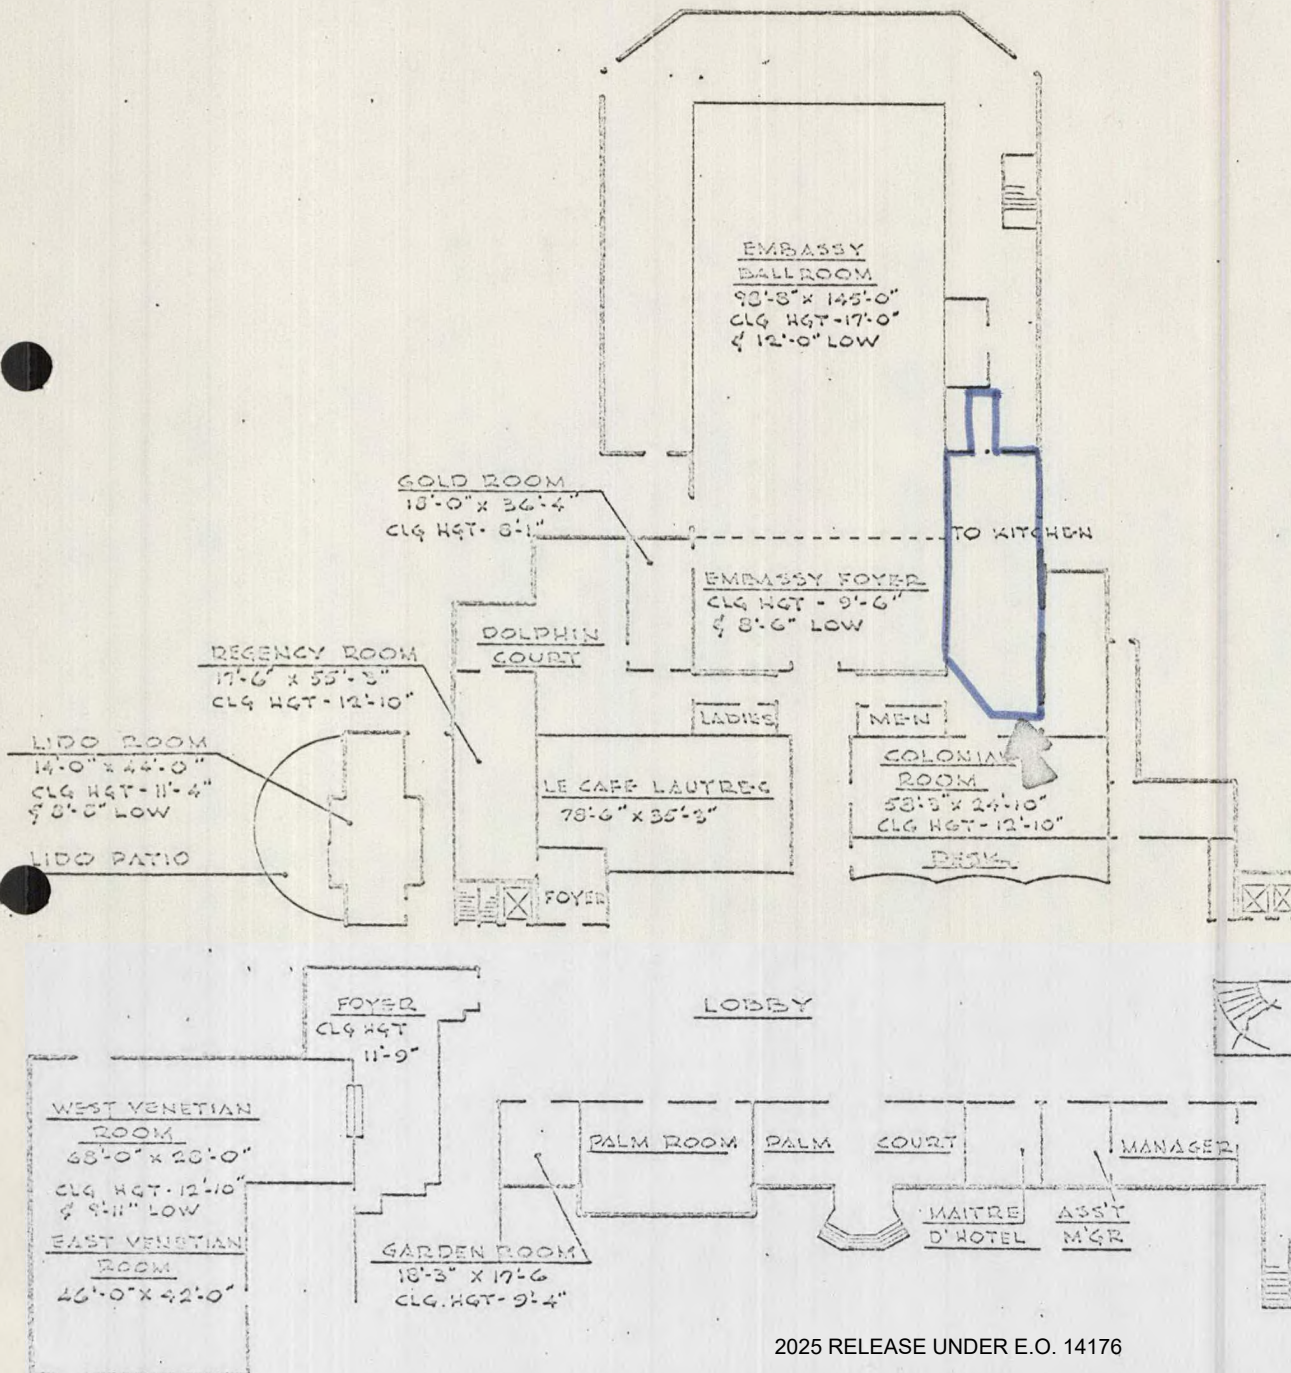 EMBASSY
BALLROOM
98'-8" x 145'-0"
CLG HGT-17'-0"
& 12'-0" LOW
GOLD ROOM
18'-0" x 36'-4"
CLG HGT- 8'-1"
TO KITCHEN
EMBASSY FOYER
CLG HGT - 9'-6"
& 8'-6" LOW
DOLPHIN
COURT
REGENCY ROOM
17'-6" x 55'-3"
CLG HGT-12'-10"
LADIES
MEN
LIDO ROOM
14'-0" x 44'-0"
CLG HGT-11'-4"
& 8'-8" LOW
COLONIAL
ROOM
58'-3" x 24'-10"
CLG HGT-12'-10"
LE CAFE LAUTREC
78'-6" x 35'-3"
LIDO PATIO
DESK
FOYER
FOYER
CLG HGT
11'-9"
LOBBY
WEST VENETIAN
ROOM
68'-0" x 28'-0"
CLG HGT-12'-10"
& 9'-11" LOW
PALM ROOM
PALM COURT
MANAGER
EAST VENETIAN
ROOM
46'-0" x 42'-0"
MAITRE
D'HOTEL
ASS'T
M'GR
GARDEN ROOM
18'-3" x 17'-6
CLG. HGT- 9'-4"
2025 RELEASE UNDER E.O. 14176